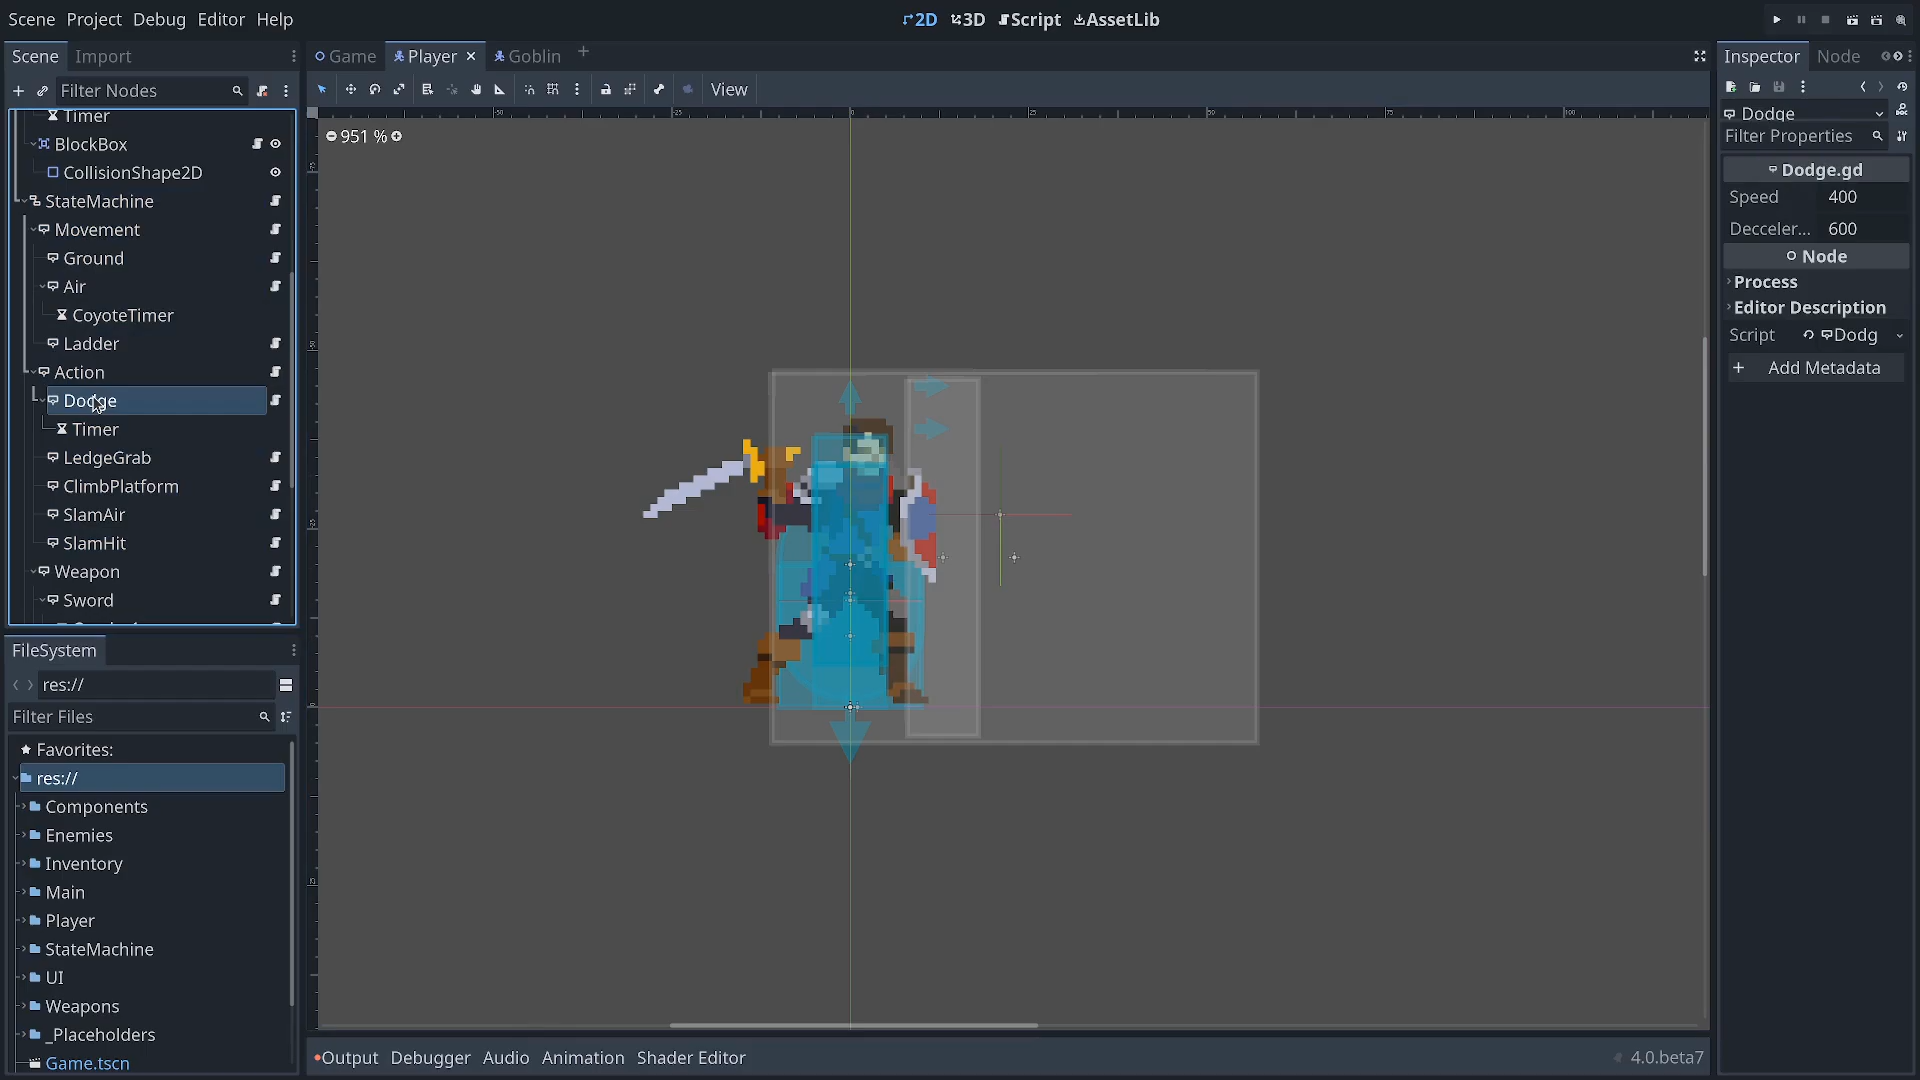 Scene Project Debug Editor Help
2D 3D Script AssetLib
Scene Import
Game Player Goblin
Inspector Node
Filter Nodes
View
Dodge
Filter Properties
951 %
Timer
BlockBox
CollisionShape2D
StateMachine
Movement
Ground
Air
CoyoteTimer
Ladder
Action
Dodge
Timer
LedgeGrab
ClimbPlatform
SlamAir
SlamHit
Weapon
Sword
Dodge.gd
Speed 400
Decceler... 600
Node
Process
Editor Description
Script Dodg
Add Metadata
FileSystem
res://
Filter Files
Favorites:
res://
Components
Enemies
Inventory
Main
Player
StateMachine
UI
Weapons
_Placeholders
Game.tscn
Output Debugger Audio Animation Shader Editor
4.0.beta7